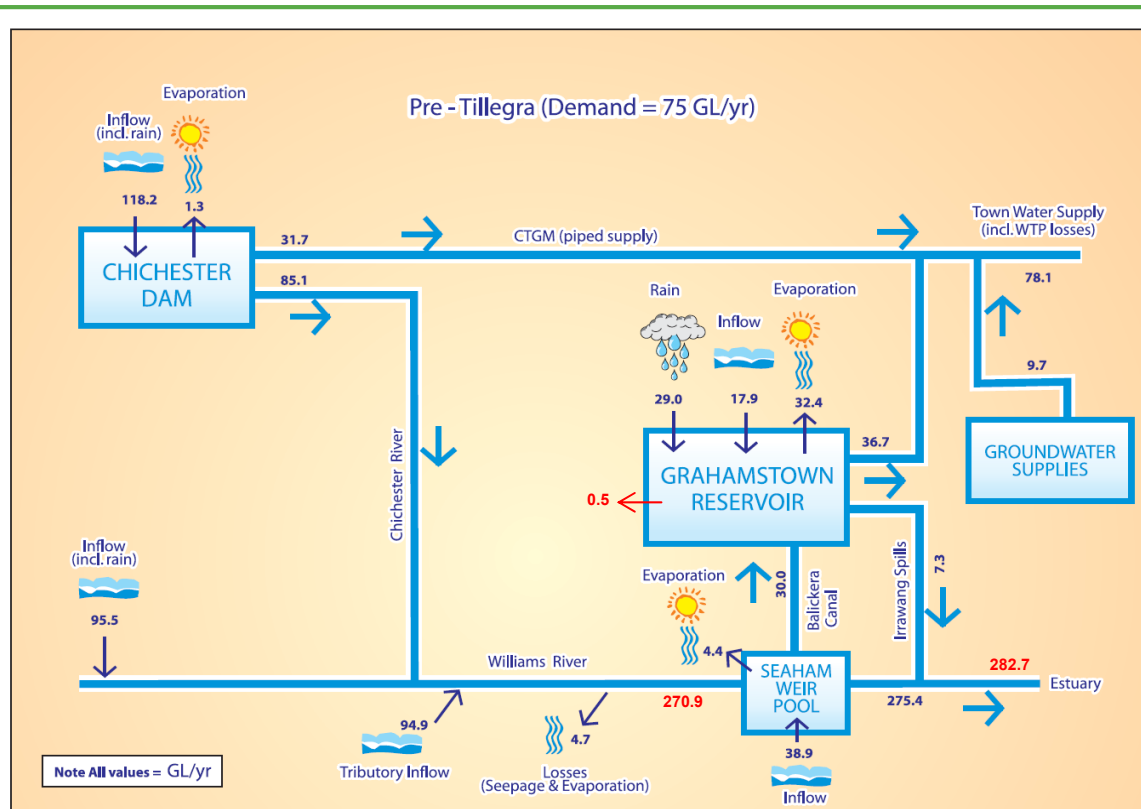 Pre - Tillegra (Demand = 75 GL/yr)
Evaporation
Inflow
(incl. rain)
118.2
1.3
CHICHESTER
DAM
31.7
CTGM (piped supply)
85.1
Town Water Supply
(incl. WTP losses)
78.1
9.7
GROUNDWATER
SUPPLIES
Rain
Inflow
Evaporation
29.0
17.9
32.4
GRAHAMSTOWN
RESERVOIR
36.7
0.5
Chichester River
Inflow
(incl. rain)
95.5
Evaporation
4.4
30.0
Balickera
Canal
Irrawang Spills
7.3
Williams River
270.9
SEAHAM
WEIR
POOL
282.7
275.4
Estuary
94.9
Tributory Inflow
4.7
Losses
(Seepage & Evaporation)
38.9
Inflow
Note All values = GL/yr